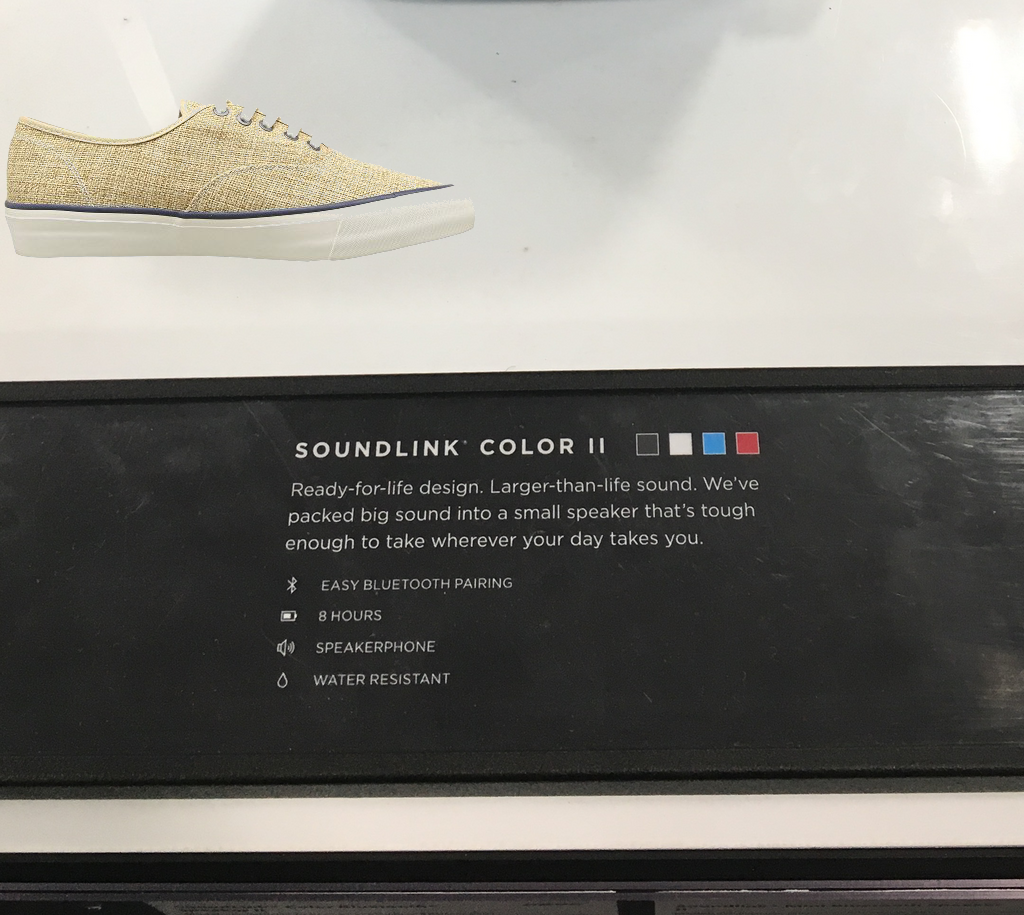 SOUNDLINK® COLOR II
Ready-for-life design. Larger-than-life sound. We've
packed big sound into a small speaker that's tough
enough to take wherever your day takes you.
EASY BLUETOOTH PAIRING
8 HOURS
SPEAKERPHONE
WATER RESISTANT